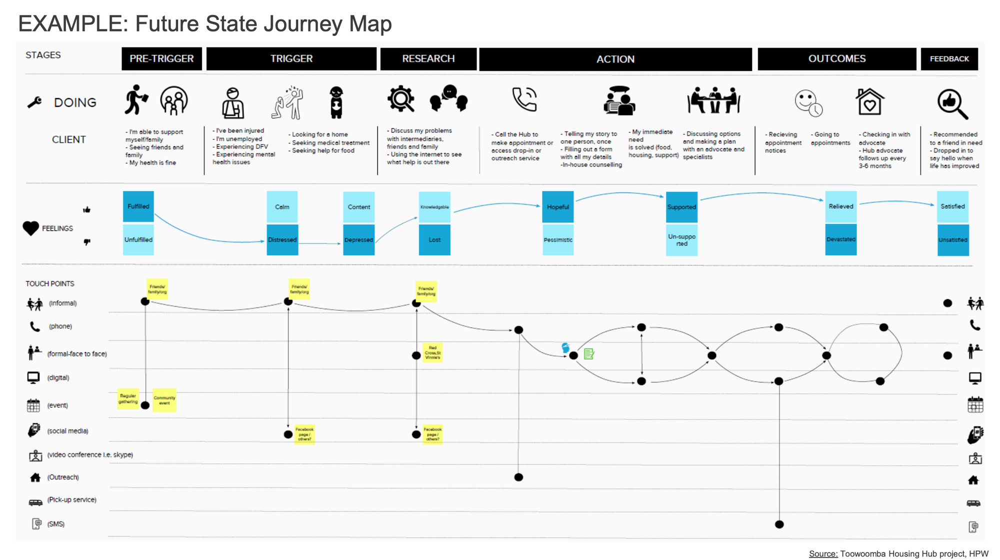 EXAMPLE: Future State Journey Map
STAGES
PRE-TRIGGER
TRIGGER
RESEARCH
ACTION
OUTCOMES
FEEDBACK
DOING
CLIENT
- I'm able to support
myself/family
- Seeing friends and
family
- My health is fine
- I've been injured
- I'm unemployed
- Experiencing DFV
- Experiencing mental
health issues
- Looking for a home
- Seeking medical treatment
- Seeking help for food
- Discuss my problems
with intermediaries,
friends and family
- Using the internet to see
what help is out there
- Call the Hub to
make appointment or
access drop-in or
outreach service
- Telling my story to
one person, once
- Filling out a form
with all my details
-In-house counselling
- My immediate
need
is solved (food,
housing, support)
- Discussing options
and making a plan
with an advocate and
specialists
- Recieving
appointment
notices
- Going to
appointments
- Checking in with
advocate
- Hub advocate
follows up every
3-6 months
- Recommended
to a friend in need
- Dropped in to
say hello when
life has improved
FEELINGS
Fulfilled
Unfulfilled
Calm
Distressed
Content
Depressed
Knowledgable
Lost
Hopeful
Pessimistic
Supported
Un-suppo
rted
Relieved
Devastated
Satisfied
Unsatisfied
TOUCH POINTS
Friends/
family/org
Friends/
family/org
Friends/
family/org
(Informal)
(phone)
(formal-face to face)
Red
Cross,St
Vinnie's
(digital)
Regular
gathering
Community
event
(event)
(social media)
Facebook
page /
others?
Facebook
page /
others?
(video conference i.e. skype)
(Outreach)
(Pick-up service)
(SMS)
Source: Toowoomba Housing Hub project, HPW